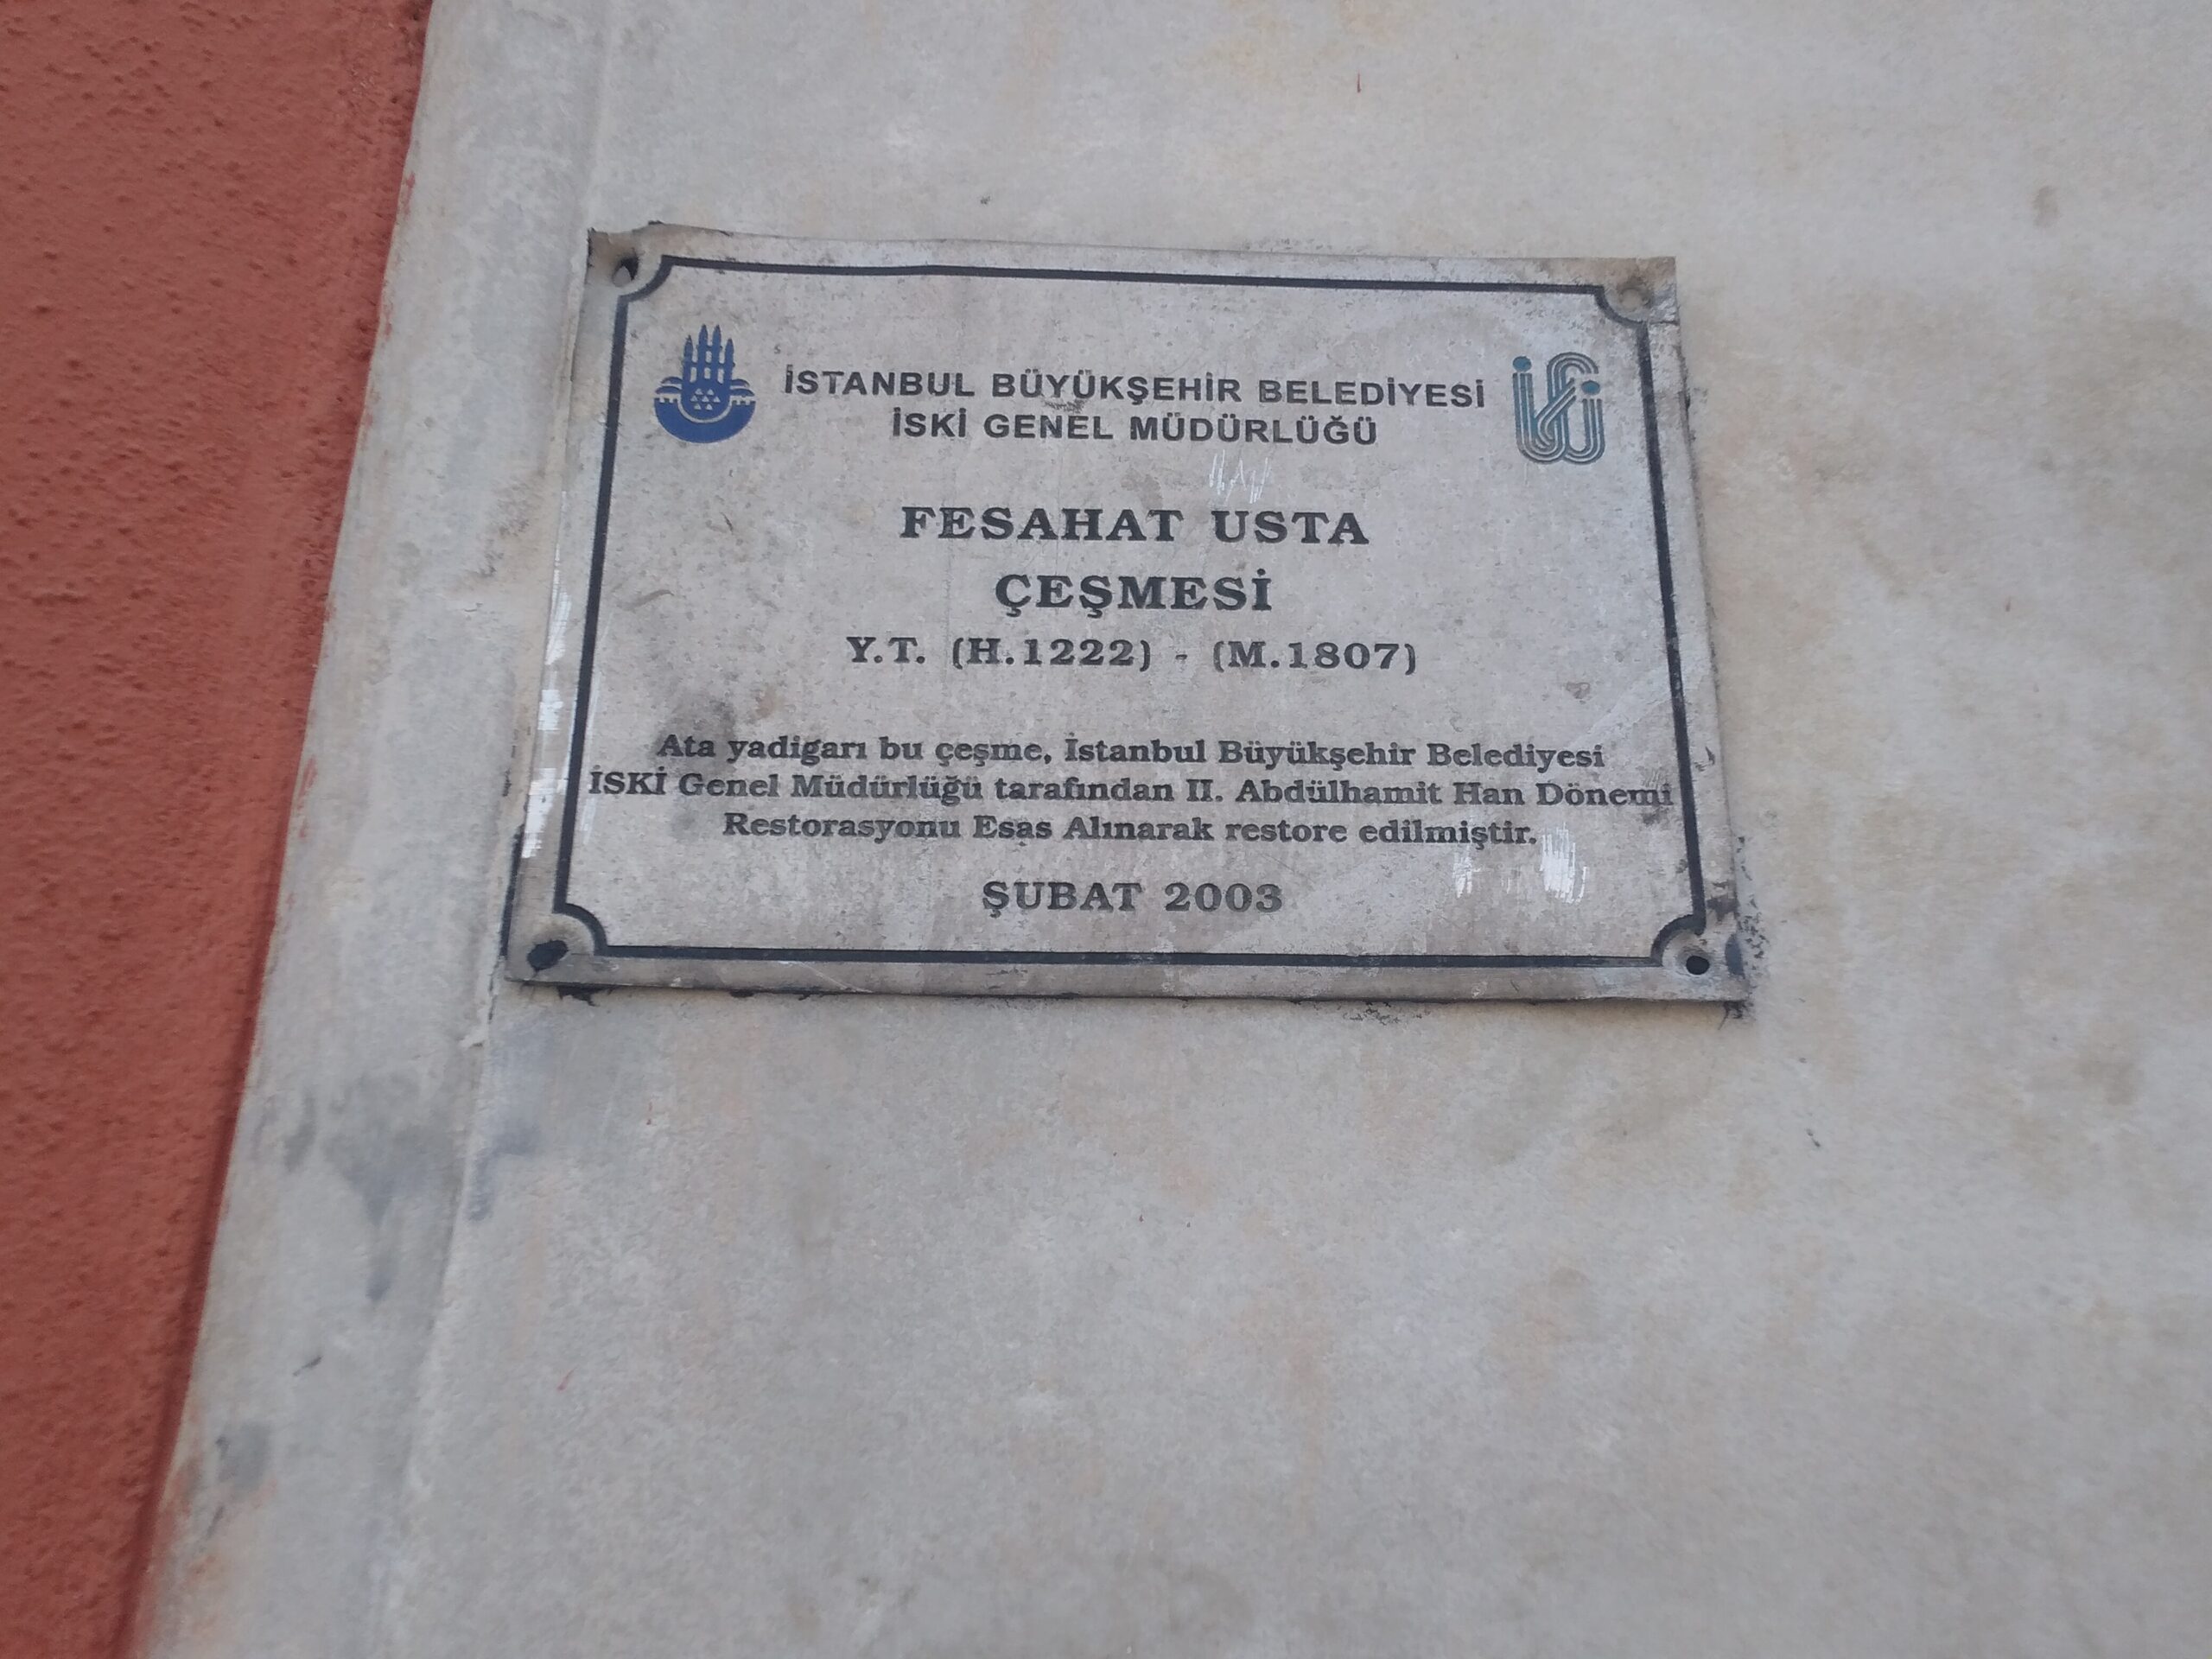 İSTANBUL BÜYÜKŞEHİR BELEDİYESİ
İSKİ GENEL MÜDÜRLÜĞÜ
FESAHAT USTA
ÇEŞMESİ
Y.T. (H.1222) - (M.1807)
Ata yadigarı bu çeşme, İstanbul Büyükşehir Belediyesi
İSKİ Genel Müdürlüğü tarafından II. Abdülhamit Han Dönemi
Restorasyonu Esas Alınarak restore edilmiştir.
ŞUBAT 2003